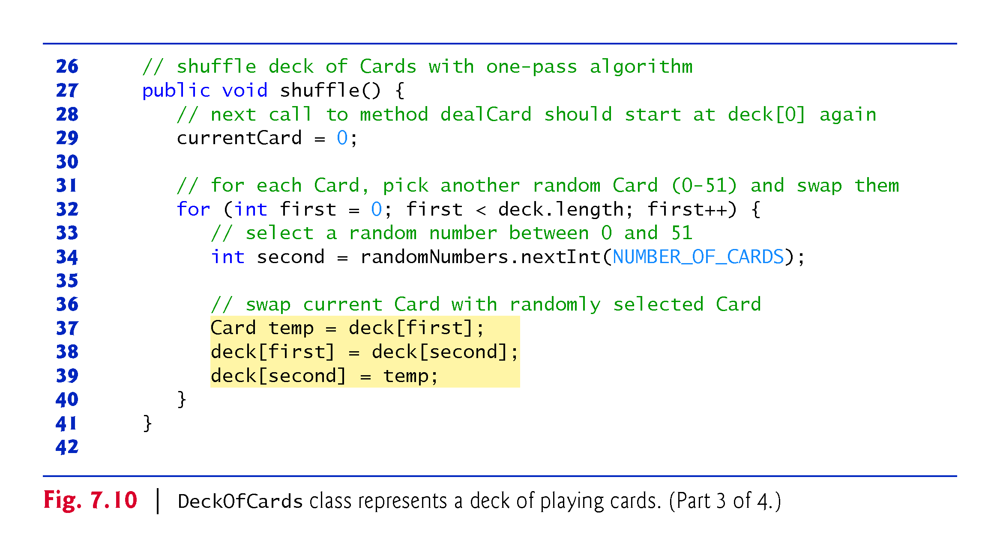 26 // shuffle deck of Cards with one-pass algorithm
27 public void shuffle() {
28 // next call to method dealCard should start at deck[0] again
29 currentCard = 0;
30
31 // for each Card, pick another random Card (0-51) and swap them
32 for (int first = 0; first < deck.length; first++) {
33 // select a random number between 0 and 51
34 int second = randomNumbers.nextInt(NUMBER_OF_CARDS);
35
36 // swap current Card with randomly selected Card
37 Card temp = deck[first];
38 deck[first] = deck[second];
39 deck[second] = temp;
40 }
41 }
42
Fig. 7.10 | DeckOfCards class represents a deck of playing cards. (Part 3 of 4.)